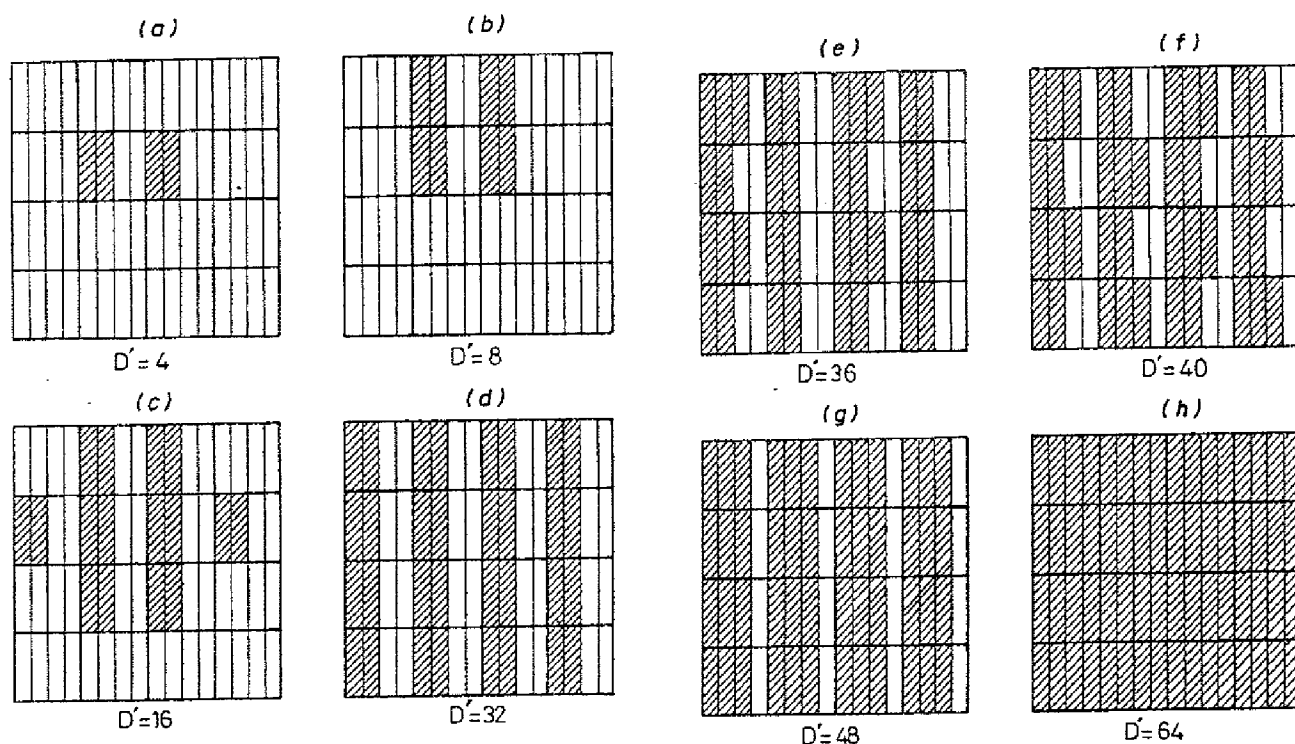 (a)
(b)
(e)
(f)
D′=4
D′=8
D′=36
D′=40
(c)
(d)
(g)
(h)
D′=16
D′=32
D′=48
D′=64